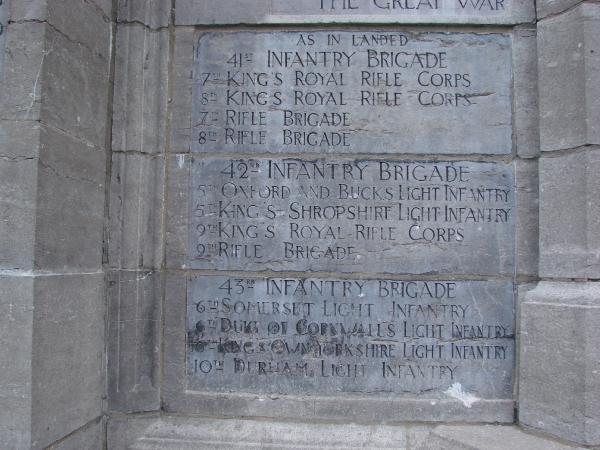 THE GREAT WAR
AS IN LANDED
41ST INFANTRY BRIGADE
7TH KING'S ROYAL RIFLE CORPS
8TH KING'S ROYAL RIFLE CORPS
7TH RIFLE BRIGADE
8TH RIFLE BRIGADE
42ND INFANTRY BRIGADE
5TH OXFORD AND BUCKS LIGHT INFANTRY
5TH KING'S SHROPSHIRE LIGHT INFANTRY
9TH KING'S ROYAL RIFLE CORPS
9TH RIFLE BRIGADE
43RD INFANTRY BRIGADE
6TH SOMERSET LIGHT INFANTRY
6TH DUKE OF CORNWALL'S LIGHT INFANTRY
KING'S OWN YORKSHIRE LIGHT INFANTRY
10TH DURHAM LIGHT INFANTRY